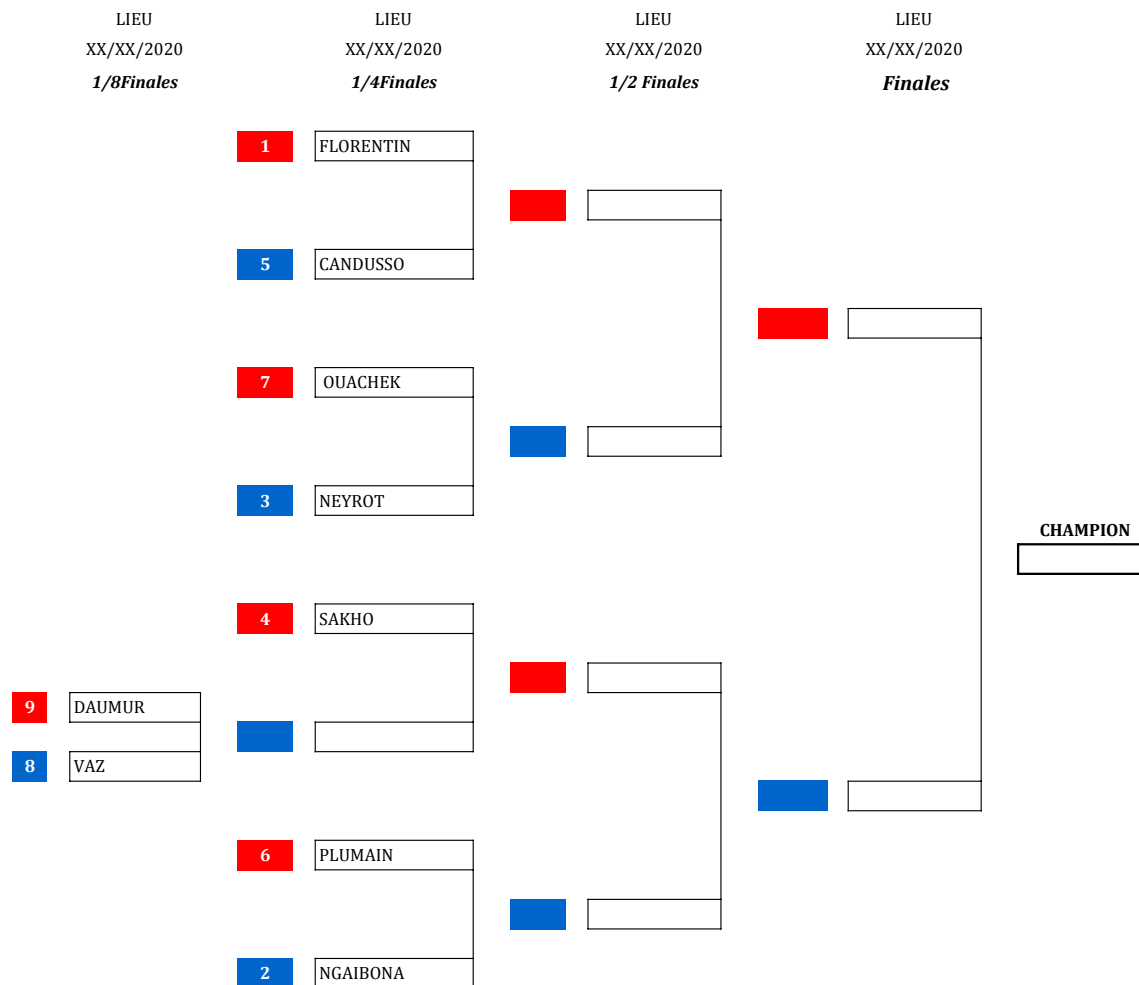 LIEU LIEU LIEU LIEU
XX/XX/2020 XX/XX/2020 XX/XX/2020 XX/XX/2020
1/8Finales 1/4Finales 1/2 Finales Finales
1 FLORENTIN
5 CANDUSSO
7 OUACHEK
3 NEYROT
CHAMPION
4 SAKHO
9 DAUMUR
8 VAZ
6 PLUMAIN
2 NGAIBONA